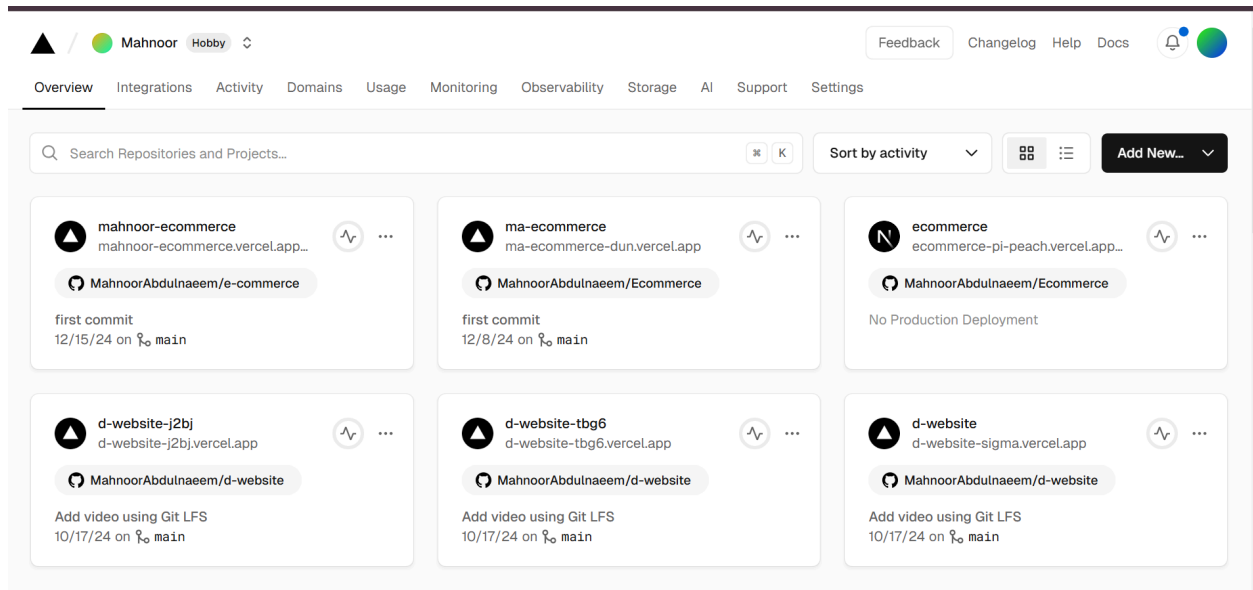 Mahnoor Hobby Feedback Changelog Help Docs
Overview Integrations Activity Domains Usage Monitoring Observability Storage AI Support Settings
Search Repositories and Projects... ⌘ K Sort by activity Add New...
mahnoor-ecommerce
mahnoor-ecommerce.vercel.app...
MahnoorAbdulnaeem/e-commerce
first commit
12/15/24 on main
ma-ecommerce
ma-ecommerce-dun.vercel.app
MahnoorAbdulnaeem/Ecommerce
first commit
12/8/24 on main
ecommerce
ecommerce-pi-peach.vercel.app...
MahnoorAbdulnaeem/Ecommerce
No Production Deployment
d-website-j2bj
d-website-j2bj.vercel.app
MahnoorAbdulnaeem/d-website
Add video using Git LFS
10/17/24 on main
d-website-tbg6
d-website-tbg6.vercel.app
MahnoorAbdulnaeem/d-website
Add video using Git LFS
10/17/24 on main
d-website
d-website-sigma.vercel.app
MahnoorAbdulnaeem/d-website
Add video using Git LFS
10/17/24 on main